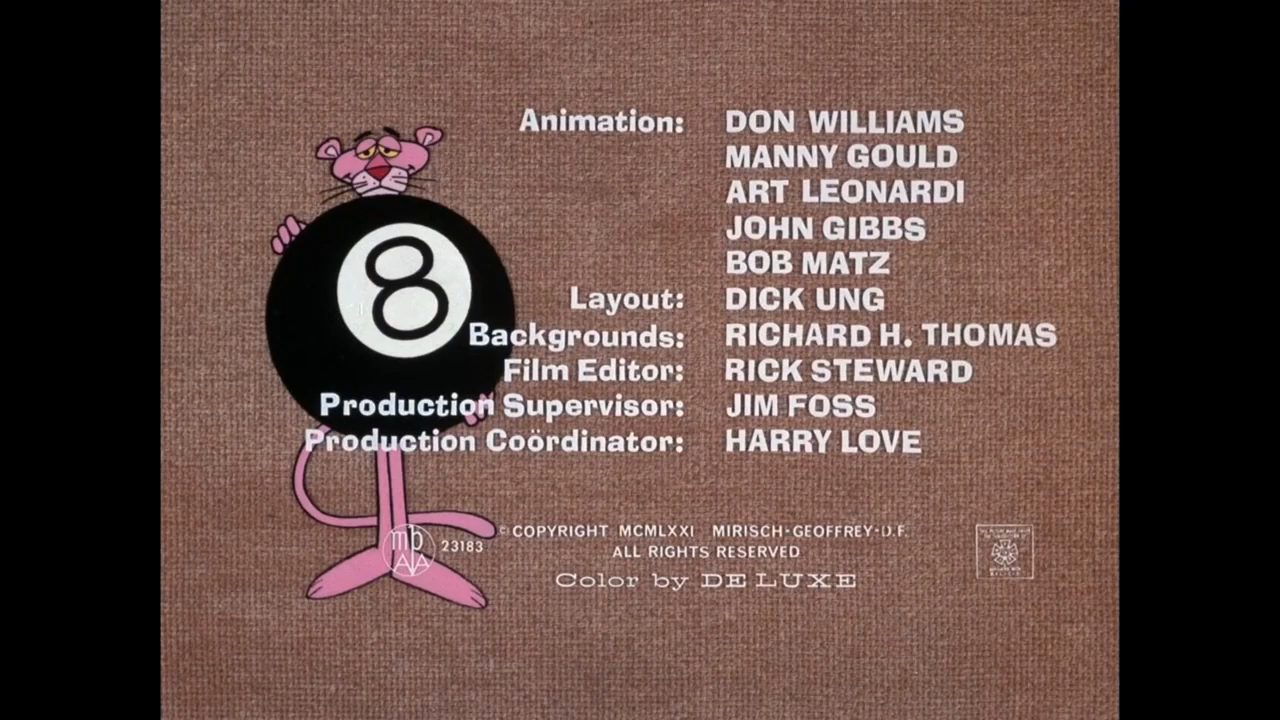 Animation: DON WILLIAMS
MANNY GOULD
ART LEONARDI
JOHN GIBBS
BOB MATZ
Layout: DICK UNG
Backgrounds: RICHARD H. THOMAS
Film Editor: RICK STEWARD
Production Supervisor: JIM FOSS
Production Coördinator: HARRY LOVE
8
© COPYRIGHT MCMLXXI MIRISCH-GEOFFREY-D.F.
ALL RIGHTS RESERVED
Color by DE LUXE
23183